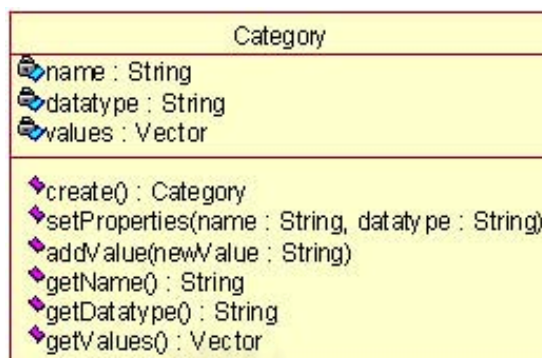 Category
name : String
datatype : String
values : Vector
create() : Category
setProperties(name : String, datatype : String)
addValue(newValue : String)
getName() : String
getDatatype() : String
getValues() : Vector